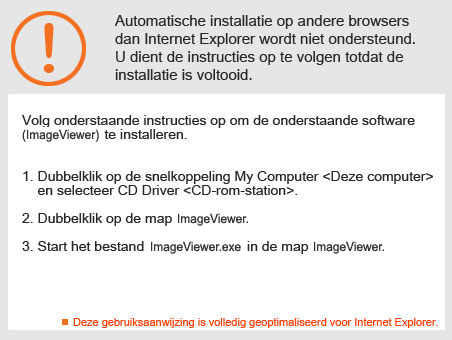 Automatische installatie op andere browsers
dan Internet Explorer wordt niet ondersteund.
U dient de instructies op te volgen totdat de
installatie is voltooid.
Volg onderstaande instructies op om de onderstaande software
(ImageViewer) te installeren.
1. Dubbelklik op de snelkoppeling My Computer <Deze computer>
en selecteer CD Driver <CD-rom-station>.
2. Dubbelklik op de map ImageViewer.
3. Start het bestand ImageViewer.exe in de map ImageViewer.
Deze gebruiksaanwijzing is volledig geoptimaliseerd voor Internet Explorer.